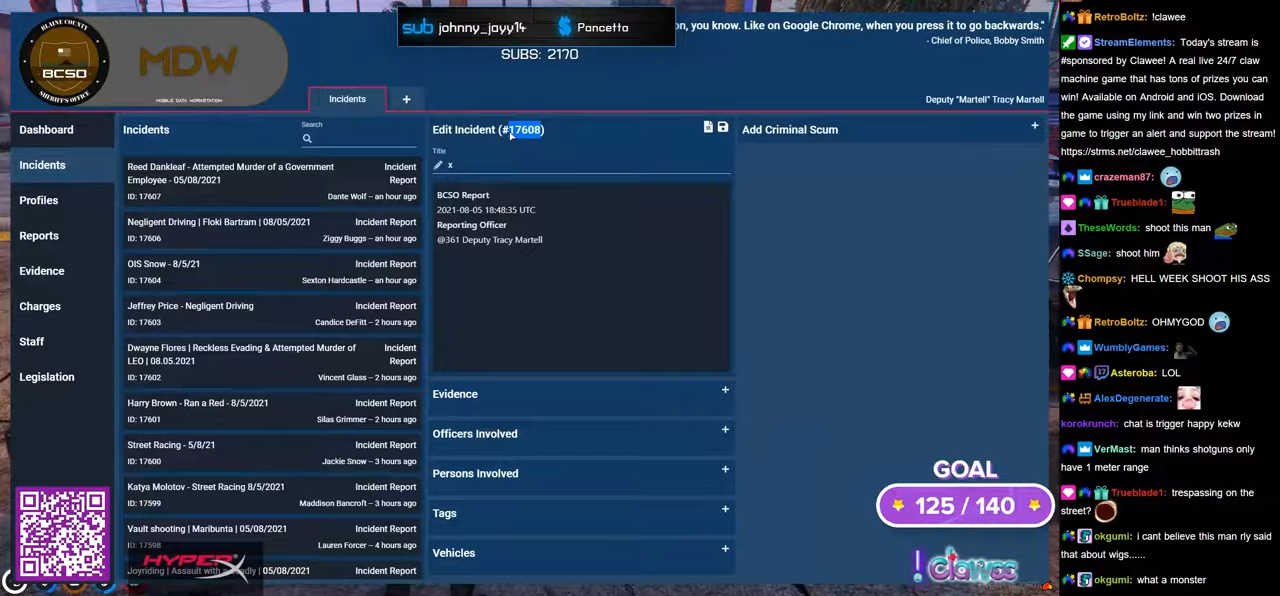 BLAINE COUNTY
BCSO
SHERIFF'S OFFICE
MDW
MOBILE DATA WORKSTATION
sub johnny_jayy14 $ Pancetta
on, you know. Like on Google Chrome, when you press it to go backwards."
- Chief of Police, Bobby Smith
SUBS: 2170
Incidents
+
Deputy "Martell" Tracy Martell
Dashboard
Incidents
Profiles
Reports
Evidence
Charges
Staff
Legislation
Incidents
Search
Reed Dankleaf - Attempted Murder of a Government Incident
Employee - 05/08/2021 Report
ID: 17607 Dante Wolf – an hour ago
Negligent Driving | Floki Bartram | 08/05/2021 Incident Report
ID: 17606 Ziggy Buggs – an hour ago
OIS Snow - 8/5/21 Incident Report
ID: 17604 Sexton Hardcastle – an hour ago
Jeffrey Price - Negligent Driving Incident Report
ID: 17603 Candice DeFitt – 2 hours ago
Dwayne Flores | Reckless Evading & Attempted Murder of Incident
LEO | 08.05.2021 Report
ID: 17602 Vincent Glass – 2 hours ago
Harry Brown - Ran a Red - 8/5/2021 Incident Report
ID: 17601 Silas Grimmer – 2 hours ago
Street Racing - 5/8/21 Incident Report
ID: 17600 Jackie Snow – 3 hours ago
Katya Molotov - Street Racing 8/5/2021 Incident Report
ID: 17599 Maddison Bancroft – 3 hours ago
Vault shooting | Maribunta | 05/08/2021 Incident Report
ID: 17598 Lauren Forcer – 4 hours ago
Joyriding | Assault with a | 05/08/2021 Incident Report
HYPERX
Edit Incident (#17608)
Title
x
BCSO Report
2021-08-05 18:48:35 UTC
Reporting Officer
@361 Deputy Tracy Martell
Evidence +
Officers Involved +
Persons Involved +
Tags +
Vehicles +
Add Criminal Scum +
GOAL
125 / 140
! Clawee
RetroBoltz: !clawee
StreamElements: Today's stream is
#sponsored by Clawee! A real live 24/7 claw
machine game that has tons of prizes you can
win! Available on Android and iOS. Download
the game using my link and win two prizes in
game to trigger an alert and support the stream!
https://strms.net/clawee_hobbittrash
crazeman87:
Trueblade1:
TheseWords: shoot this man
SSage: shoot him
Chompsy: HELL WEEK SHOOT HIS ASS
RetroBoltz: OHMYGOD
WumblyGames:
Asteroba: LOL
AlexDegenerate:
korokrunch: chat is trigger happy kekw
VerMast: man thinks shotguns only
have 1 meter range
Trueblade1: trespassing on the
street?
okgumi: i cant believe this man rly said
that about wigs......
okgumi: what a monster